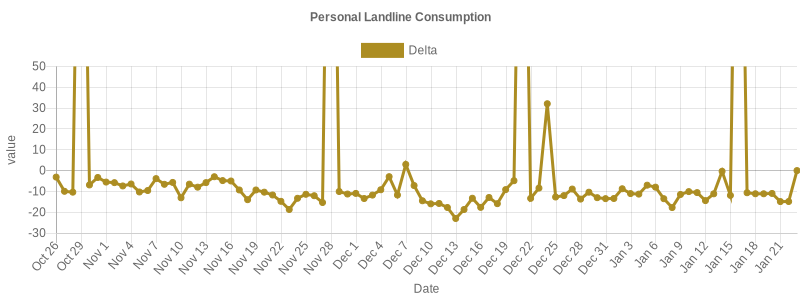 Personal Landline Consumption
Delta
value
50
40
30
20
10
0
-10
-20
-30
Oct 26
Oct 29
Nov 1
Nov 4
Nov 7
Nov 10
Nov 13
Nov 16
Nov 19
Nov 22
Nov 25
Nov 28
Dec 1
Dec 4
Dec 7
Dec 10
Dec 13
Dec 16
Dec 19
Dec 22
Dec 25
Dec 28
Dec 31
Jan 3
Jan 6
Jan 9
Jan 12
Jan 15
Jan 18
Jan 21
Date